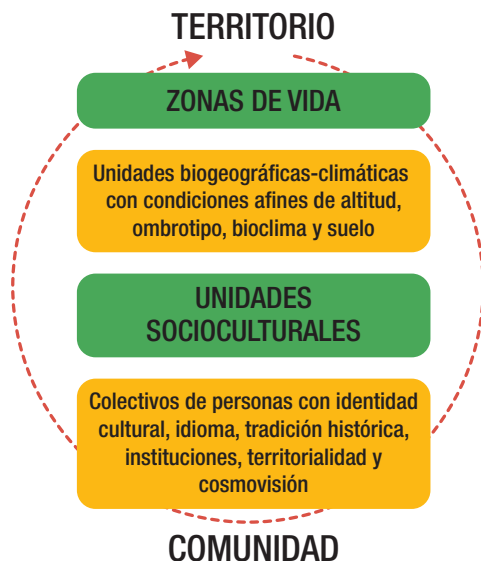 TERRITORIO
ZONAS DE VIDA
Unidades biogeográficas-climáticas
con condiciones afines de altitud,
ombrotipo, bioclima y suelo
UNIDADES
SOCIOCULTURALES
Colectivos de personas con identidad
cultural, idioma, tradición histórica,
instituciones, territorialidad y
cosmovisión
COMUNIDAD